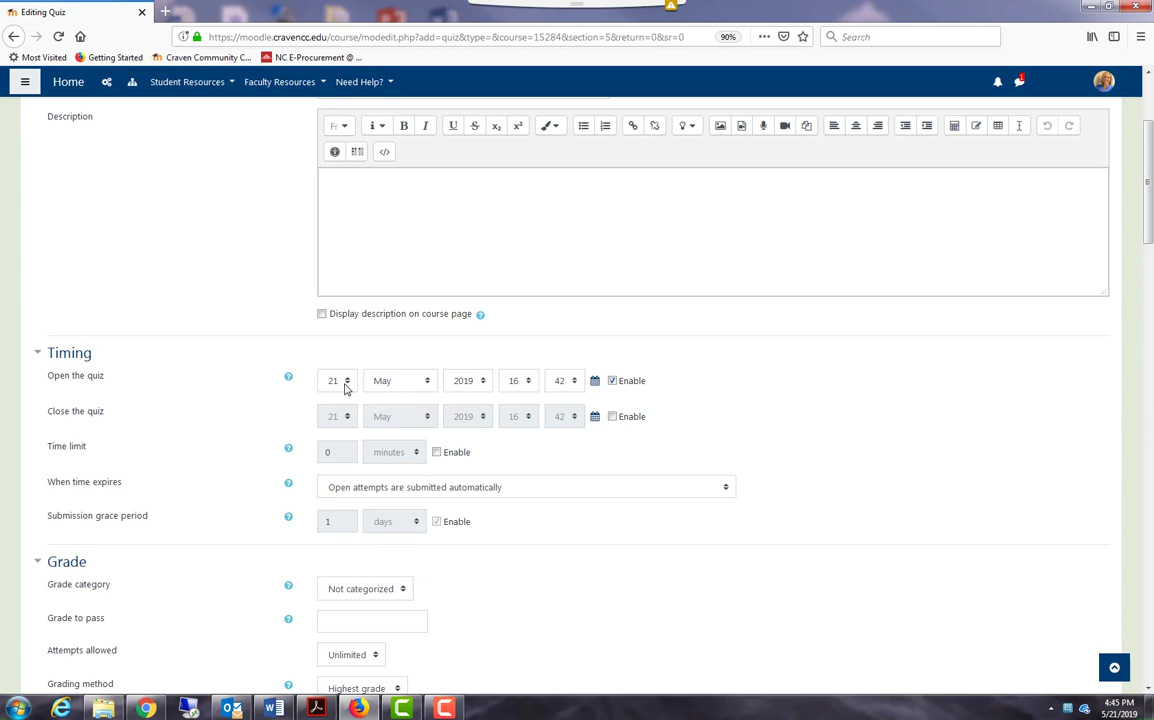 Editing Quiz
https://moodle.cravencc.edu/course/modedit.php?add=quiz&type=&course=15284&section=5&return=0&sr=0
90%
Search
Most Visited
Getting Started
Craven Community C...
NC E-Procurement @ ...
Home
Student Resources
Faculty Resources
Need Help?
1
Description
Display description on course page
Timing
Open the quiz
21
May
2019
16
42
Enable
Close the quiz
21
May
2019
16
42
Enable
Time limit
0
minutes
Enable
When time expires
Open attempts are submitted automatically
Submission grace period
1
days
Enable
Grade
Grade category
Not categorized
Grade to pass
Attempts allowed
Unlimited
Grading method
Highest grade
4:45 PM
5/21/2019